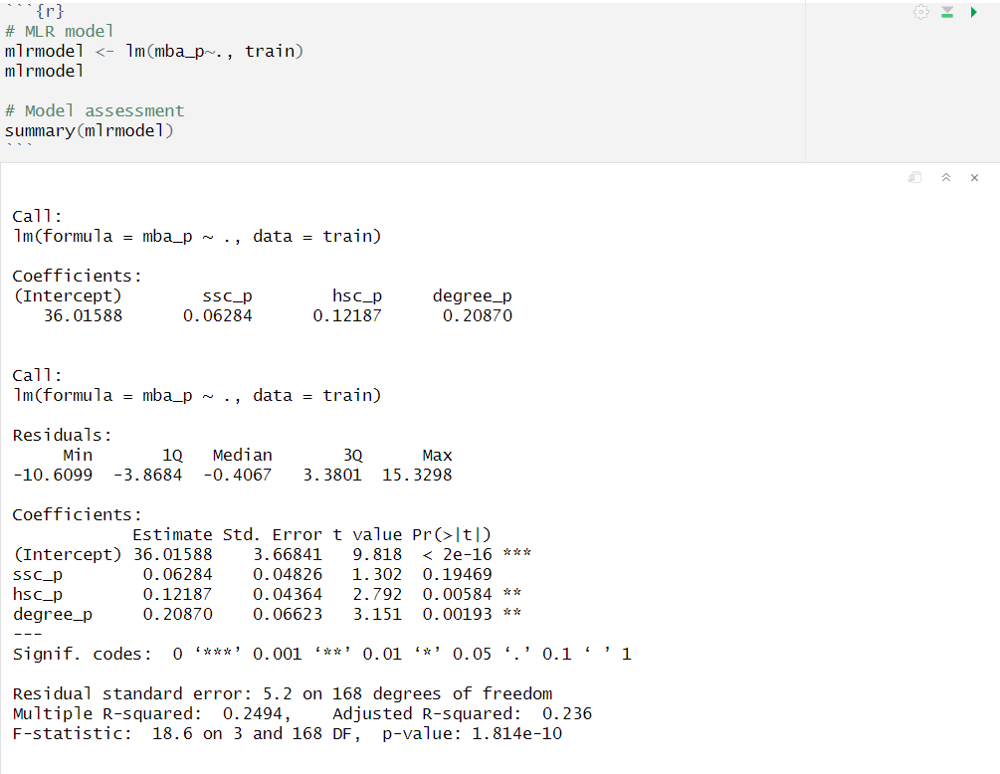 ```{r}
# MLR model
mlrmodel <- lm(mba_p~., train)
mlrmodel
# Model assessment
summary(mlrmodel)
```
Call:
lm(formula = mba_p ~ ., data = train)
Coefficients:
(Intercept)        ssc_p        hsc_p     degree_p
   36.01588      0.06284      0.12187      0.20870
Call:
lm(formula = mba_p ~ ., data = train)
Residuals:
     Min       1Q   Median       3Q      Max
-10.6099  -3.8684  -0.4067   3.3801  15.3298
Coefficients:
            Estimate Std. Error t value Pr(>|t|)
(Intercept) 36.01588    3.66841   9.818  < 2e-16 ***
ssc_p        0.06284    0.04826   1.302  0.19469
hsc_p        0.12187    0.04364   2.792  0.00584 **
degree_p     0.20870    0.06623   3.151  0.00193 **
---
Signif. codes:  0 ‘***’ 0.001 ‘**’ 0.01 ‘*’ 0.05 ‘.’ 0.1 ‘ ’ 1
Residual standard error: 5.2 on 168 degrees of freedom
Multiple R-squared:  0.2494,    Adjusted R-squared:  0.236
F-statistic:  18.6 on 3 and 168 DF,  p-value: 1.814e-10